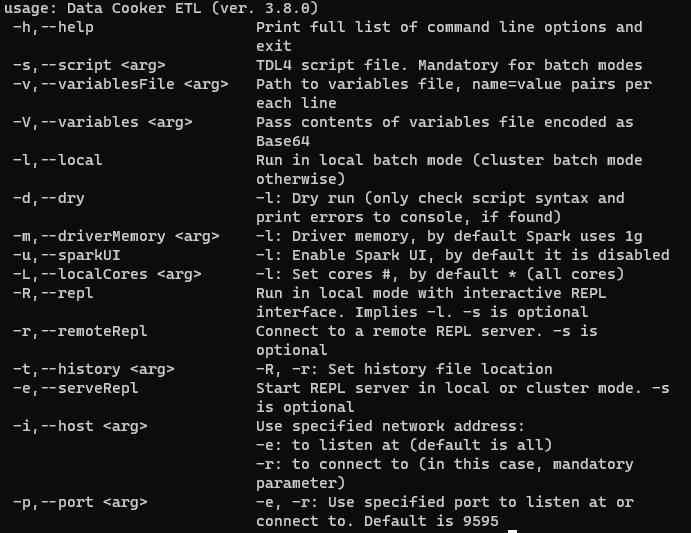 usage: Data Cooker ETL (ver. 3.8.0)
 -h,--help                  Print full list of command line options and
                            exit
 -s,--script <arg>          TDL4 script file. Mandatory for batch modes
 -v,--variablesFile <arg>   Path to variables file, name=value pairs per
                            each line
 -V,--variables <arg>       Pass contents of variables file encoded as
                            Base64
 -l,--local                 Run in local batch mode (cluster batch mode
                            otherwise)
 -d,--dry                   -l: Dry run (only check script syntax and
                            print errors to console, if found)
 -m,--driverMemory <arg>    -l: Driver memory, by default Spark uses 1g
 -u,--sparkUI               -l: Enable Spark UI, by default it is disabled
 -L,--localCores <arg>      -l: Set cores #, by default * (all cores)
 -R,--repl                  Run in local mode with interactive REPL
                            interface. Implies -l. -s is optional
 -r,--remoteRepl            Connect to a remote REPL server. -s is
                            optional
 -t,--history <arg>         -R, -r: Set history file location
 -e,--serveRepl             Start REPL server in local or cluster mode. -s
                            is optional
 -i,--host <arg>            Use specified network address:
                            -e: to listen at (default is all)
                            -r: to connect to (in this case, mandatory
                            parameter)
 -p,--port <arg>            -e, -r: Use specified port to listen at or
                            connect to. Default is 9595